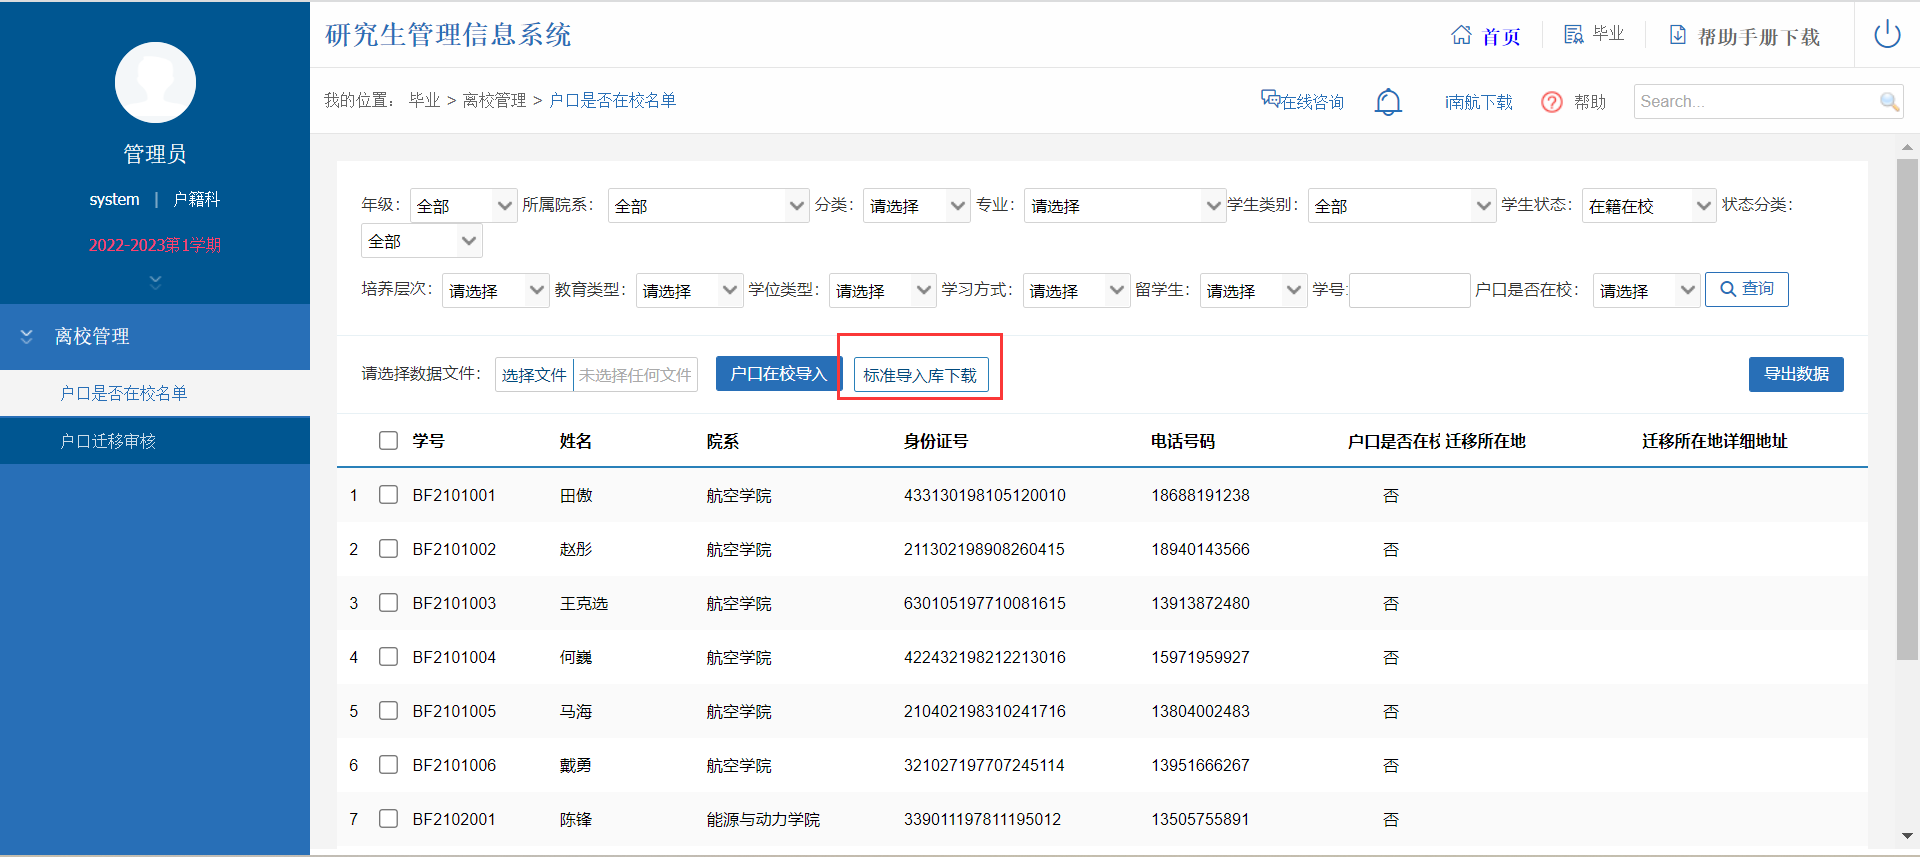 研究生管理信息系统
首页
毕业
帮助手册下载
管理员
system | 户籍科
2022-2023第1学期
离校管理
户口是否在校名单
户口迁移审核
我的位置： 毕业 > 离校管理 > 户口是否在校名单
在线咨询
i南航下载
帮助
Search...
年级： 全部 所属院系： 全部 分类： 请选择 专业： 请选择 学生类别： 全部 学生状态： 在籍在校 状态分类：
全部
培养层次： 请选择 教育类型： 请选择 学位类型： 请选择 学习方式： 请选择 留学生： 请选择 学号: 户口是否在校： 请选择 查询
请选择数据文件： 选择文件 未选择任何文件 户口在校导入 标准导入库下载 导出数据
学号 姓名 院系 身份证号 电话号码 户口是否在校 迁移所在地 迁移所在地详细地址
1 BF2101001 田傲 航空学院 433130198105120010 18688191238 否
2 BF2101002 赵彤 航空学院 211302198908260415 18940143566 否
3 BF2101003 王克选 航空学院 630105197710081615 13913872480 否
4 BF2101004 何巍 航空学院 422432198212213016 15971959927 否
5 BF2101005 马海 航空学院 210402198310241716 13804002483 否
6 BF2101006 戴勇 航空学院 321027197707245114 13951666267 否
7 BF2102001 陈锋 能源与动力学院 339011197811195012 13505755891 否